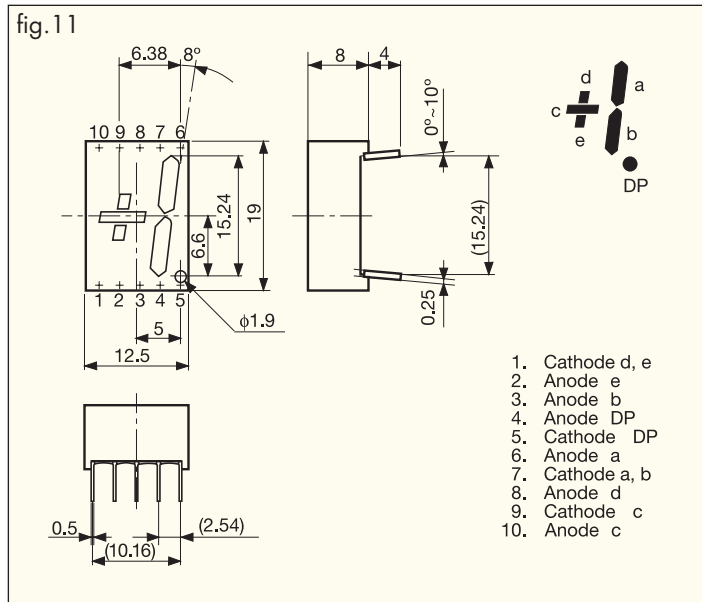 fig.11
6.38 8º
10 9 8 7 6
15.24
19
6.6
1 2 3 4 5
ϕ1.9
5
12.5
8 4
0º~10º
(15.24)
0.25
d
a
c
e
b
DP
0.5
(2.54)
(10.16)
1. Cathode d, e
2. Anode e
3. Anode b
4. Anode DP
5. Cathode DP
6. Anode a
7. Cathode a, b
8. Anode d
9. Cathode c
10. Anode c